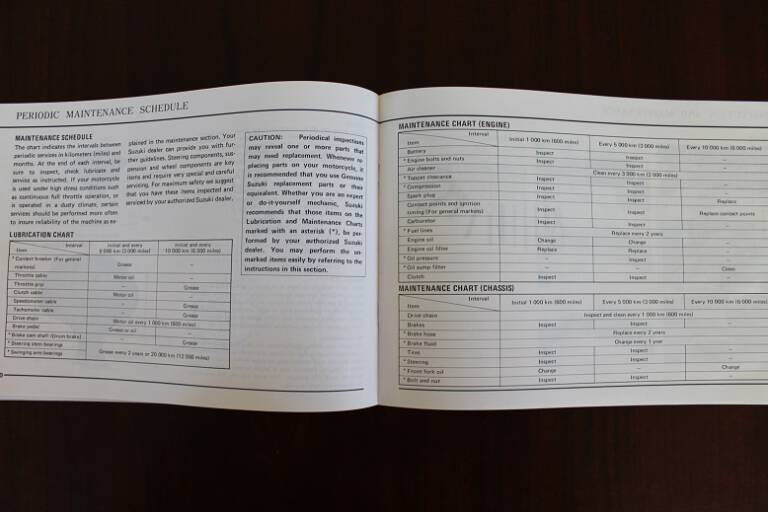 PERIODIC MAINTENANCE SCHEDULE
MAINTENANCE SCHEDULE
The chart indicates the intervals between
periodic services in kilometers (miles) and
months. At the end of each interval, be
sure to inspect, check lubricate and
service as instructed. If your motorcycle
is used under high stress conditions such
as continuous full throttle operation, or
is operated in a dusty climate,
services should be performed more often
to insure reliability of the machine as ex-
plained in the maintenance section. Your
Suzuki dealer can provide you with fur-
ther guidelines. Steering components, sus-
pension and wheel components are key
items and require very special and careful
servicing. For maximum safety we suggest
that you have these items inspected and
serviced by your authorized Suzuki dealer.
CAUTION: Periodical inspections
may reveal one or more parts that
may need replacement. Whenever re-
placing parts on your motorcycle, it
is recommended that you use Genuine
Suzuki replacement parts or their
equivalent. Whether you are an expert
or do-it-yourself mechanic, Suzuki
recommends that those items on the
Lubrication and Maintenance Charts
marked with an asterisk (*), be per-
formed by your authorized Suzuki
dealer. You may perform the un-
marked items easily by referring to the
instructions in this section.
LUBRICATION CHART
Interval
Item
Initial and every 5 000 km (3 000 miles)
Initial and every 10 000 km (6 000 miles)
* Contact breaker (For general markets) Grease –
Throttle cable Motor oil –
Throttle grip – Grease
Clutch cable Motor oil –
Speedometer cable – Grease
Tachometer cable – Grease
Drive chain Motor oil every 1 000 km (600 miles)
Brake pedal Grease or oil –
* Brake cam shaft (Drum brake) – Grease
* Steering stem bearings
* Swinging arm bearings
Grease every 2 years or 20 000 km (12 000 miles)
MAINTENANCE CHART (ENGINE)
Interval
Item
Initial 1 000 km (600 miles)
Every 5 000 km (3 000 miles)
Every 10 000 km (6 000 miles)
Battery Inspect Inspect –
* Engine bolts and nuts Inspect Inspect –
Air cleaner Clean every 3 000 km (2 000 miles)
* Tappet clearance Inspect Inspect –
* Compression Inspect Inspect –
Spark plug Inspect Inspect Replace
Contact points and ignition timing (For general markets) Inspect Inspect Replace contact points
Carburetor Inspect Inspect –
* Fuel lines Replace every 2 years
Engine oil Change Change –
Engine oil filter Replace Replace –
* Oil pressure – Inspect –
* Oil sump filter – – Clean
Clutch Inspect Inspect –
MAINTENANCE CHART (CHASSIS)
Interval
Item
Initial 1 000 km (600 miles)
Every 5 000 km (3 000 miles)
Every 10 000 km (6 000 miles)
Drive chain Inspect and clean every 1 000 km (600 miles)
Brakes Inspect Inspect –
* Brake hose Replace every 2 years
* Brake fluid Change every 1 year
Tires Inspect Inspect –
* Steering Inspect Inspect –
* Front fork oil Change – Change
* Bolt and nut Inspect Inspect –